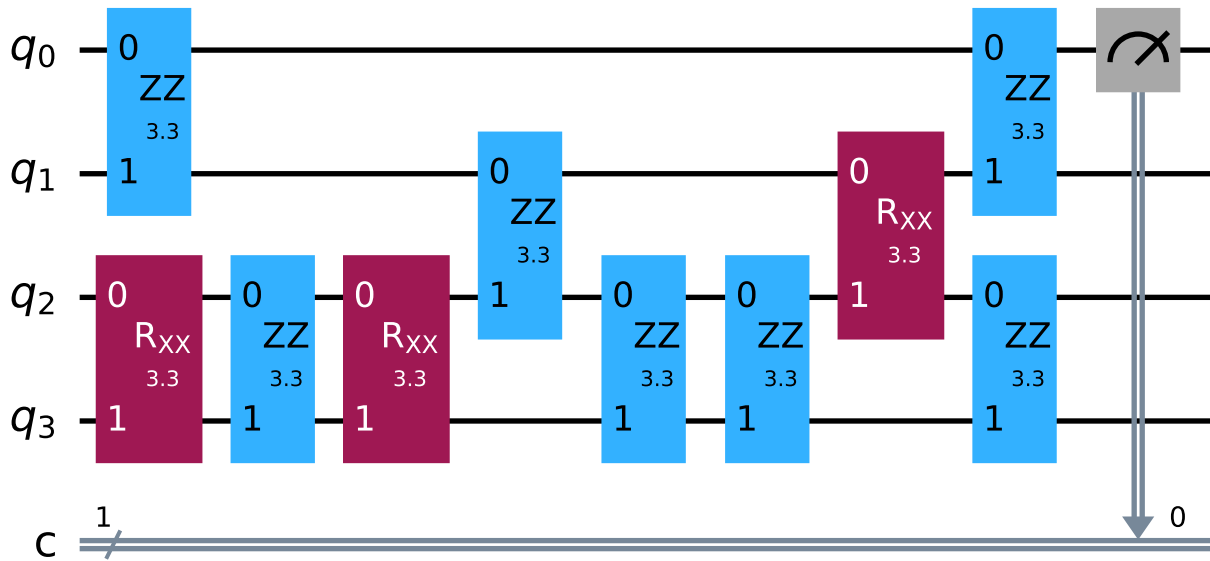 q0 0 0
ZZ ZZ
3.3 3.3
q1 1 0 0 1
ZZ RXX
3.3 3.3
q2 0 0 0 1 0 0 1 0
RXX ZZ RXX ZZ ZZ ZZ
3.3 3.3 3.3 3.3 3.3 3.3
q3 1 1 1 1 1 1
1 0
c